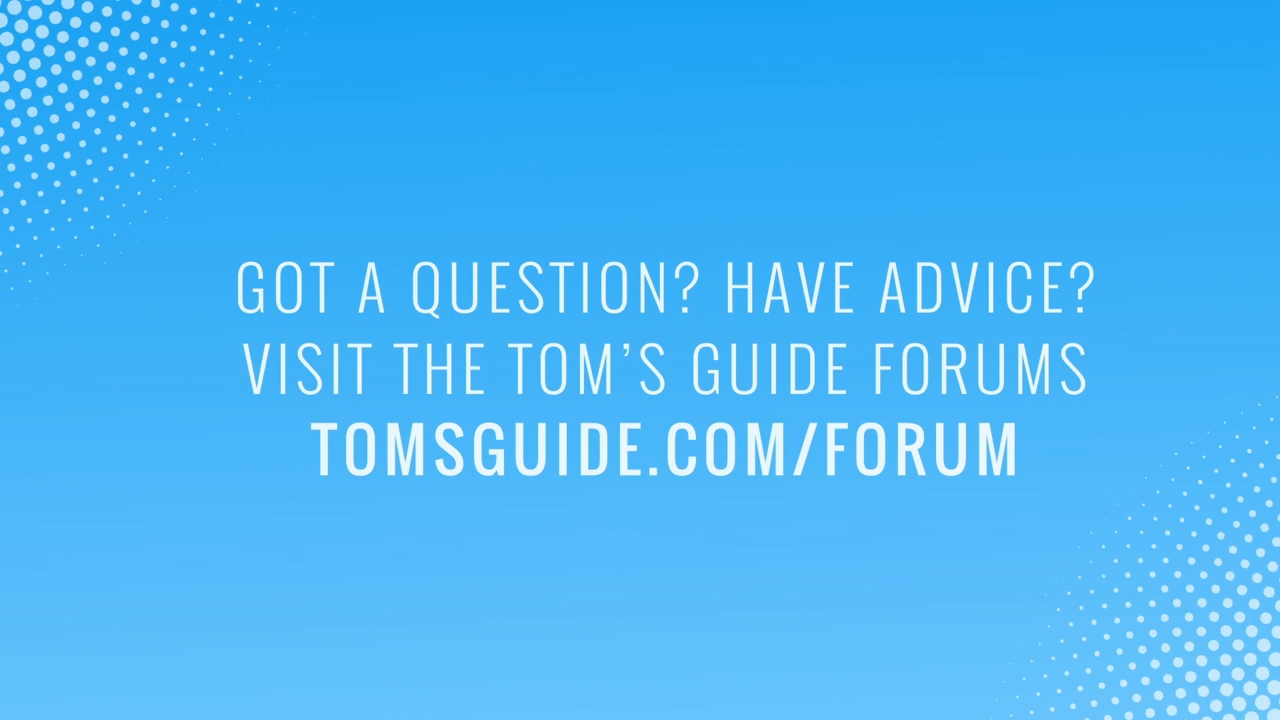 GOT A QUESTION? HAVE ADVICE?
VISIT THE TOM’S GUIDE FORUMS
TOMSGUIDE.COM/FORUM